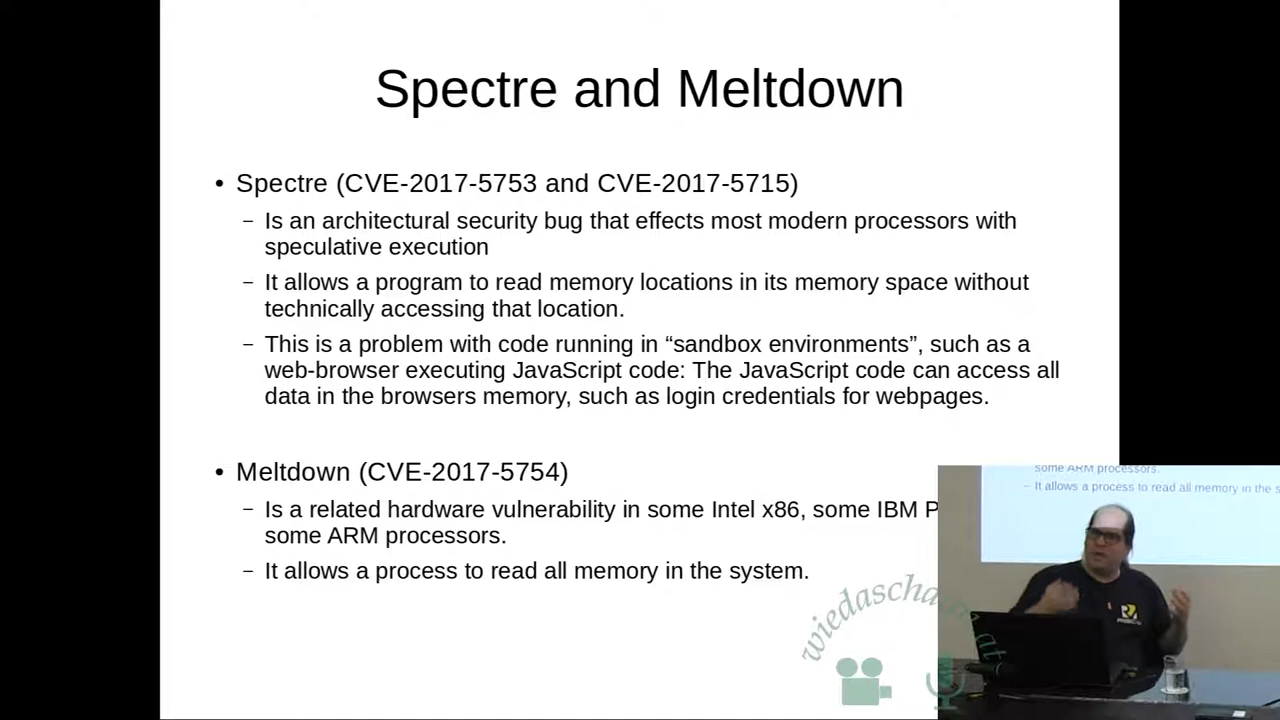 Spectre and Meltdown
• Spectre (CVE-2017-5753 and CVE-2017-5715)
– Is an architectural security bug that effects most modern processors with
speculative execution
– It allows a program to read memory locations in its memory space without
technically accessing that location.
– This is a problem with code running in “sandbox environments”, such as a
web-browser executing JavaScript code: The JavaScript code can access all
data in the browsers memory, such as login credentials for webpages.
• Meltdown (CVE-2017-5754)
– Is a related hardware vulnerability in some Intel x86, some IBM P
some ARM processors.
– It allows a process to read all memory in the system.
some ARM processors.
– It allows a process to read all memory in the s